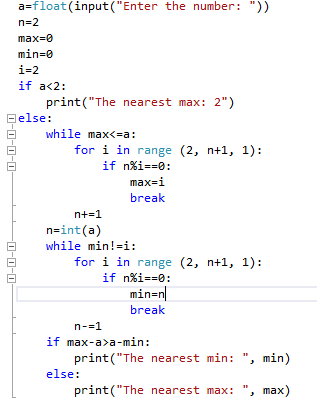 a=float(input("Enter the number: "))
n=2
max=0
min=0
i=2
if a<2:
    print("The nearest max: 2")
else:
    while max<=a:
        for i in range (2, n+1, 1):
            if n%i==0:
                max=i
                break
        n+=1
    n=int(a)
    while min!=i:
        for i in range (2, n+1, 1):
            if n%i==0:
                min=n
                break
        n-=1
    if max-a>a-min:
        print("The nearest min: ", min)
    else:
        print("The nearest max: ", max)